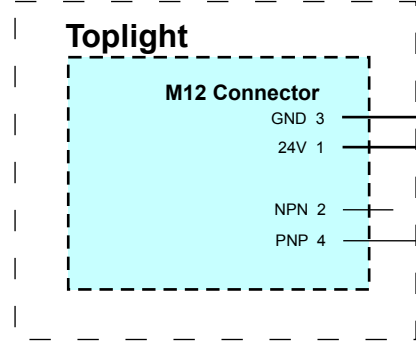 Toplight
M12 Connector
GND 3
24V 1
NPN 2
PNP 4